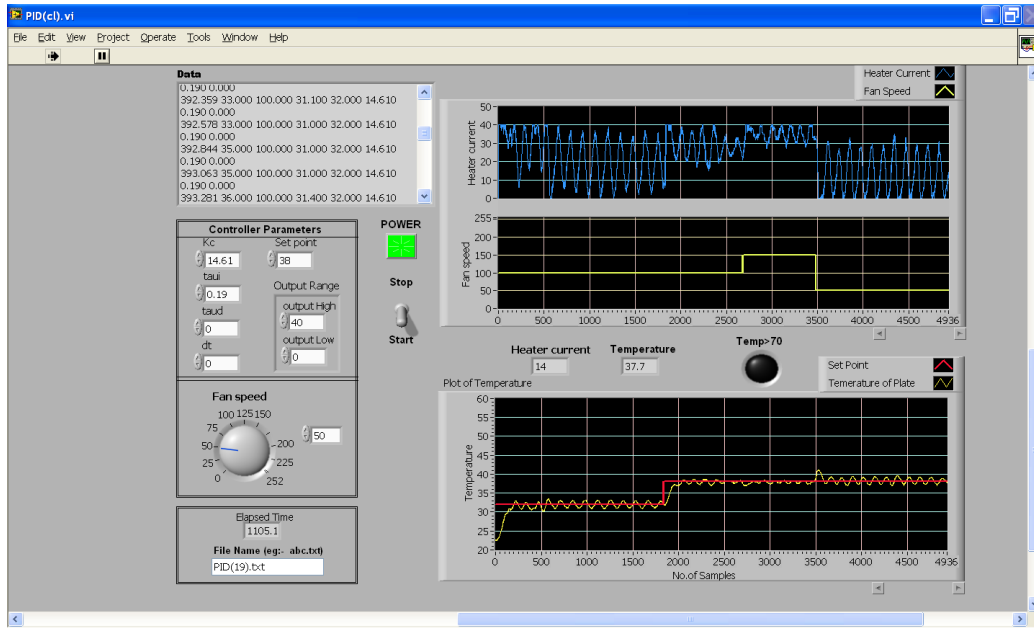 PID(cl).vi
File Edit View Project Operate Tools Window Help
Data
0.190 0.000
392.359 33.000 100.000 31.100 32.000 14.610
0.190 0.000
392.578 33.000 100.000 31.000 32.000 14.610
0.190 0.000
392.844 35.000 100.000 31.000 32.000 14.610
0.190 0.000
393.063 35.000 100.000 31.000 32.000 14.610
0.190 0.000
393.281 36.000 100.000 31.400 32.000 14.610
Heater Current
Fan Speed
50
40
30
20
10
0
Heater current
255
200
150
100
50
0
Fan speed
0 500 1000 1500 2000 2500 3000 3500 4000 4500 4936
Controller Parameters
Kc Set point
14.61 38
taui
0.19
Output Range
taud
0
output High
40
dt
0
output Low
0
POWER
Stop
Start
Heater current Temperature Temp>70
14 37.7
Fan speed
0 25 50 75 100 125 150 200 225 252
50
Elapsed Time
1105.1
File Name (eg:- abc.txt)
PID(19).txt
Plot of Temperature
Set Point
Temerature of Plate
60
55
50
45
40
35
30
25
20
Temperature
0 500 1000 1500 2000 2500 3000 3500 4000 4500 4936
No.of Samples